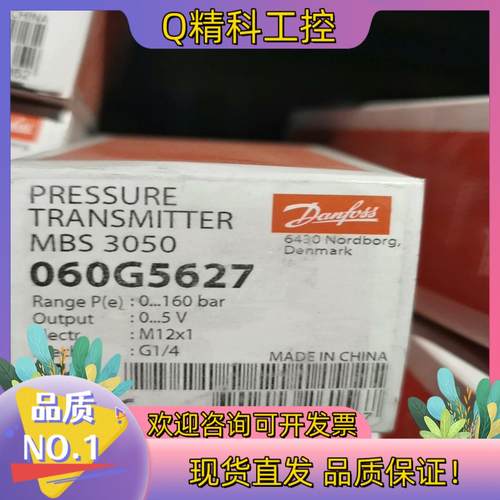 Q精科工控
PRESSURE
TRANSMITTER
MBS 3050
060G5627
Range P(e) : 0...160 bar
Output : 0...5 V
: M12x1
: G1/4
Danfoss
6430 Nordborg,
Denmark
MADE IN CHINA
品质
NO.1
欢迎咨询可开发票
现货直发 品质保证!